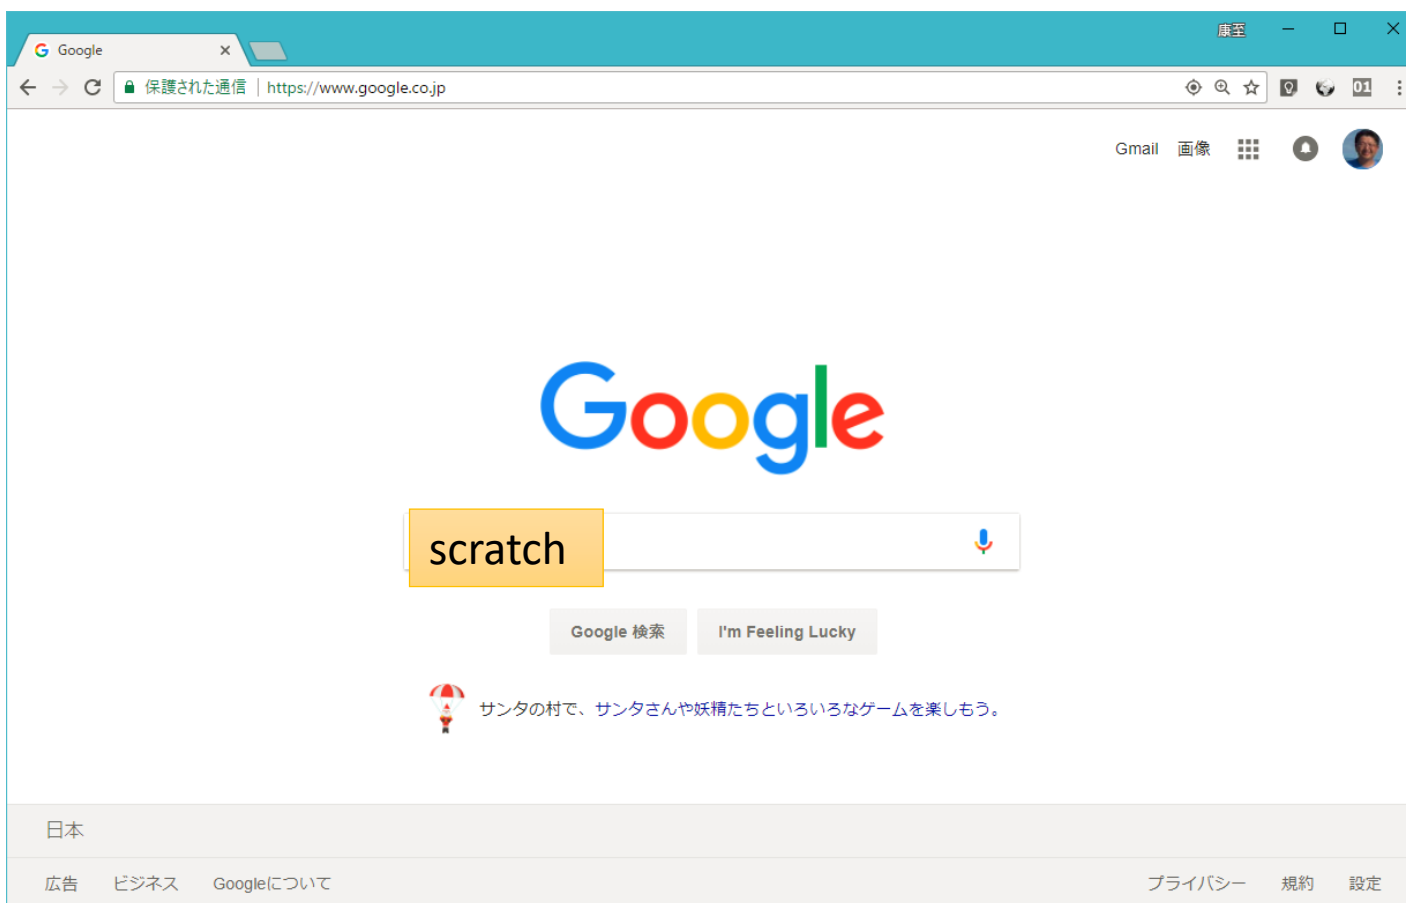 康至
Google
保護された通信 | https://www.google.co.jp
01
Gmail 画像
Google
scratch
Google 検索 I'm Feeling Lucky
サンタの村で、サンタさんや妖精たちといろいろなゲームを楽しもう。
日本
広告 ビジネス Googleについて プライバシー 規約 設定